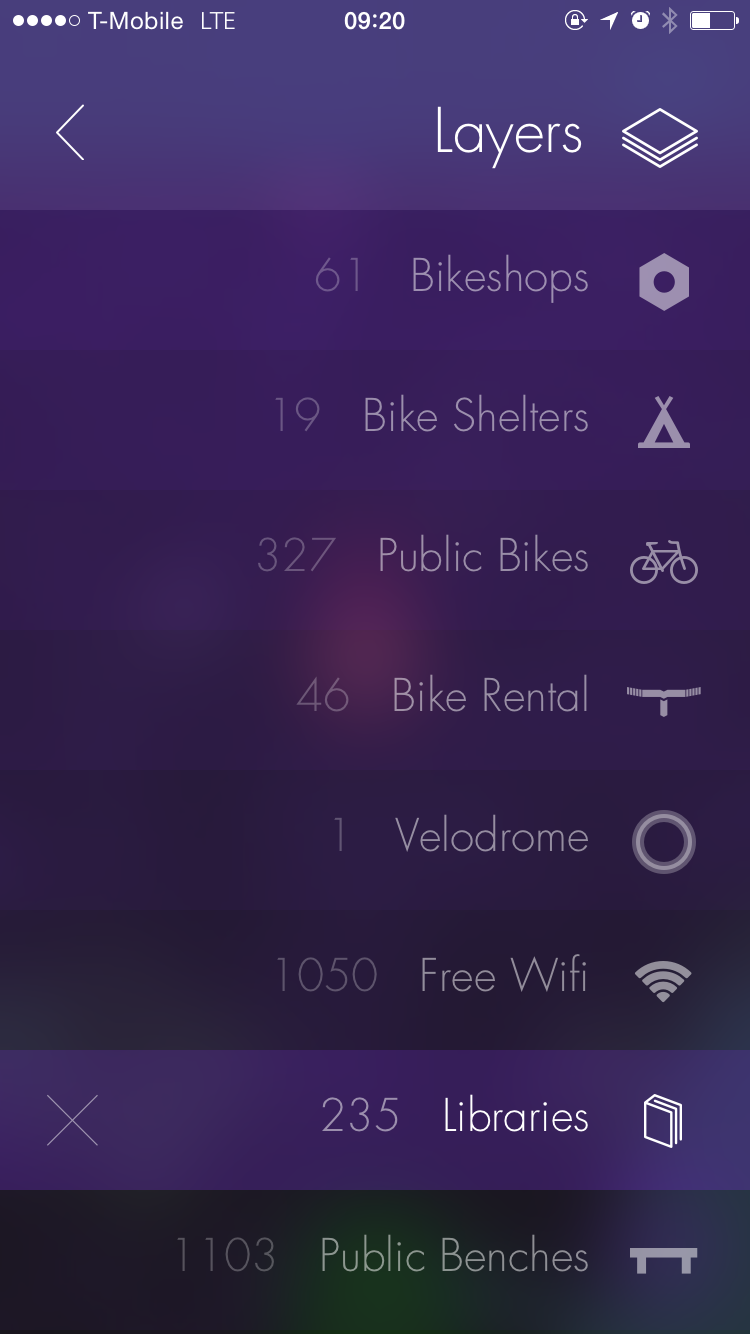 T-Mobile LTE 09:20
Layers
61 Bikeshops
19 Bike Shelters
327 Public Bikes
46 Bike Rental
1 Velodrome
1050 Free Wifi
235 Libraries
1103 Public Benches